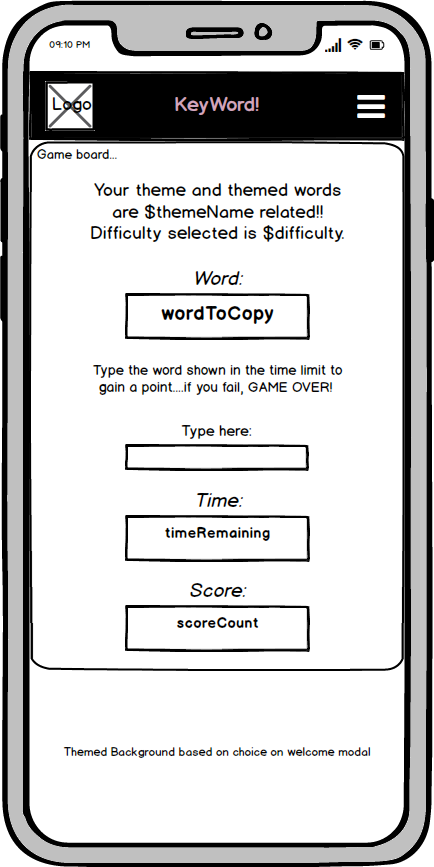 09:10 PM
Logo
KeyWord!
Game board...
Your theme and themed words
are $themeName related!!
Difficulty selected is $difficulty.
Word:
wordToCopy
Type the word shown in the time limit to
gain a point....if you fail, GAME OVER!
Type here:
Time:
timeRemaining
Score:
scoreCount
Themed Background based on choice on welcome modal